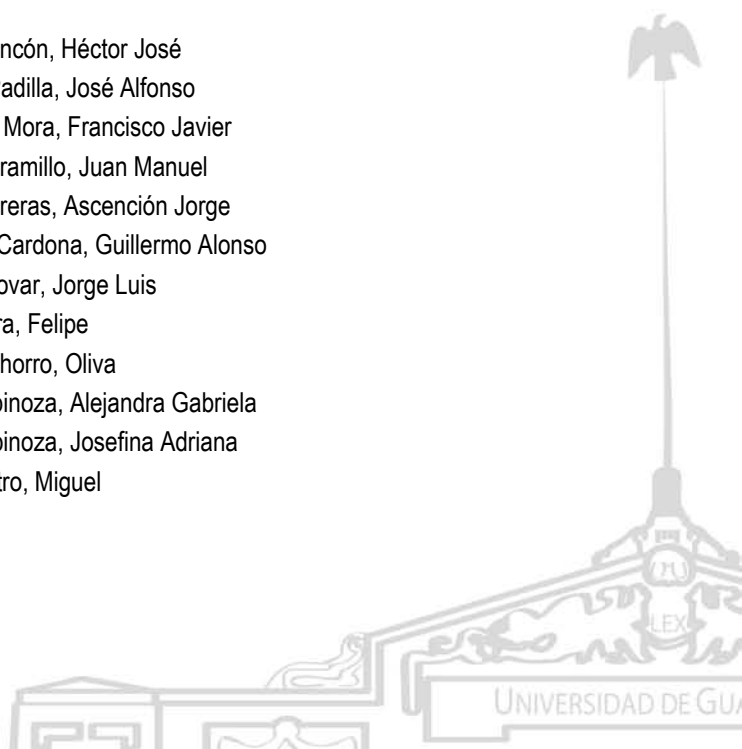 ncón, Héctor José
adilla, José Alfonso
Mora, Francisco Javier
ramillo, Juan Manuel
reras, Ascención Jorge
Cardona, Guillermo Alonso
ovar, Jorge Luis
ra, Felipe
horro, Oliva
pinoza, Alejandra Gabriela
pinoza, Josefina Adriana
tro, Miguel
LEX
UNIVERSIDAD DE GUA